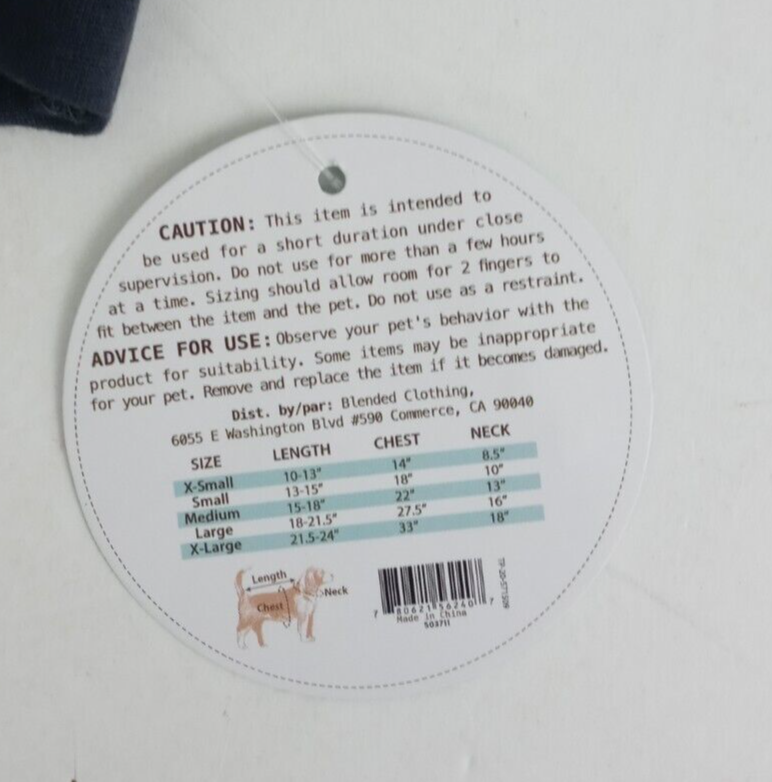 CAUTION: This item is intended to
be used for a short duration under close
supervision. Do not use for more than a few hours
at a time. Sizing should allow room for 2 fingers to
fit between the item and the pet. Do not use as a restraint.
ADVICE FOR USE: Observe your pet's behavior with the
product for suitability. Some items may be inappropriate
for your pet. Remove and replace the item if it becomes damaged.
Dist. by/par: Blended Clothing,
6055 E Washington Blvd #590 Commerce, CA 90040
SIZE LENGTH CHEST NECK
X-Small 10-13" 14" 8.5"
Small 13-15" 18" 10"
Medium 15-18" 22" 13"
Large 18-21.5" 27.5" 16"
X-Large 21.5-24" 33" 18"
Length
Neck
Chest
7 80621 56240 7
Made in China